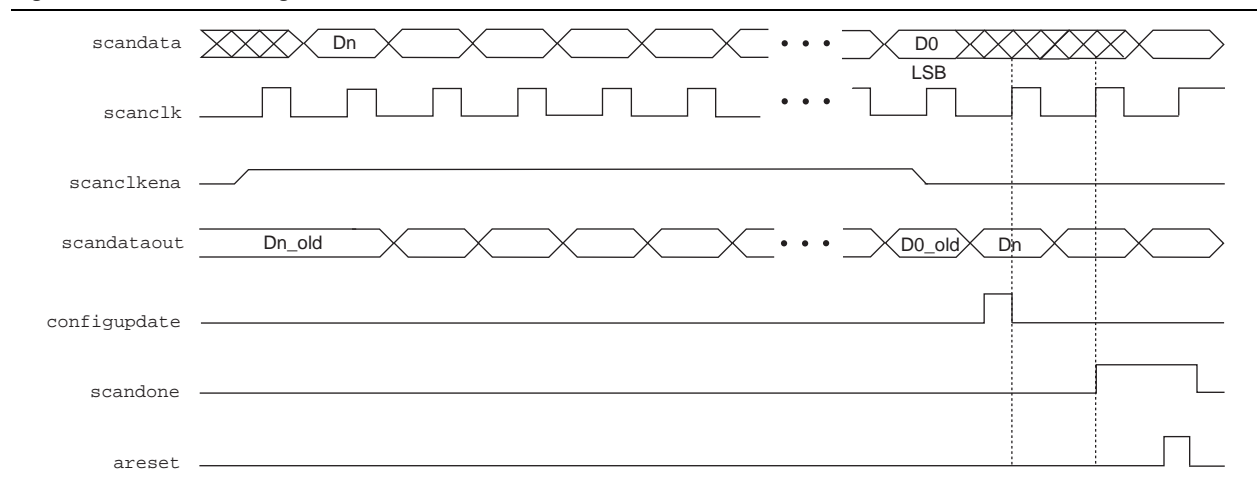 scandata Dn D0
LSB
scanclk
scanclkena
scandataout Dn_old D0_old Dn
configupdate
scandone
areset